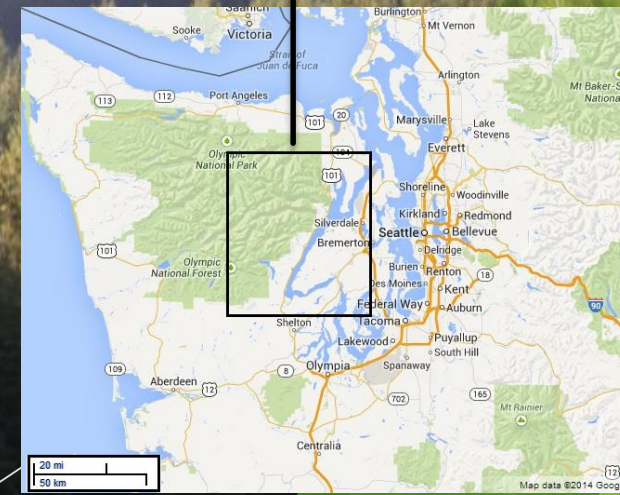 Saanich
Burlington
Mt Vernon
Sooke
Victoria
Strait of
Juan de Fuca
Arlington
113
112
Port Angeles
101
20
Marysville
Lake
Stevens
Everett
Olympic
National Park
104
101
Shoreline
Woodinville
Kirkland
Redmond
Silverdale
Seattle
Bellevue
Bremerton
101
Delridge
Olympic
National Forest
Burien
Renton
18
Des Moines
Kent
90
Federal Way
Auburn
Shelton
Tacoma
Lakewood
Puyallup
South Hill
109
8
Olympia
Spanaway
Aberdeen
12
702
165
Mt Rainier
Centralia
20 mi
50 km
12
Map data ©2014 Goog